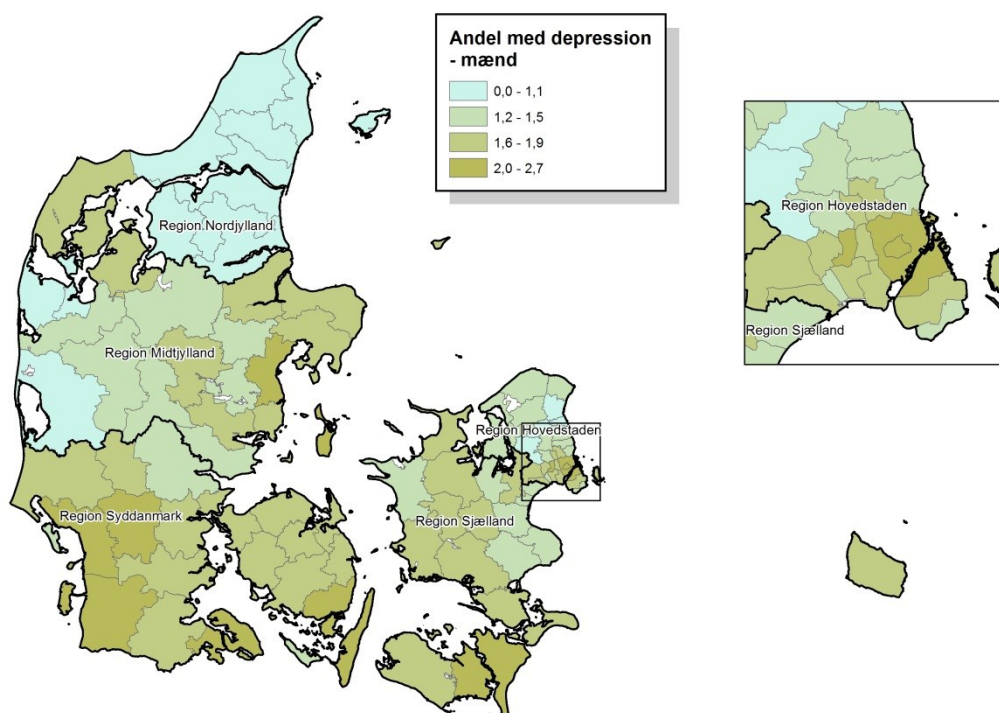 Andel med depression
- mænd
0,0 - 1,1
1,2 - 1,5
1,6 - 1,9
2,0 - 2,7
Region Nordjylland
Region Midtjylland
Region Syddanmark
Region Sjælland
Region Hovedstaden
Region Hovedstaden
Region Sjælland